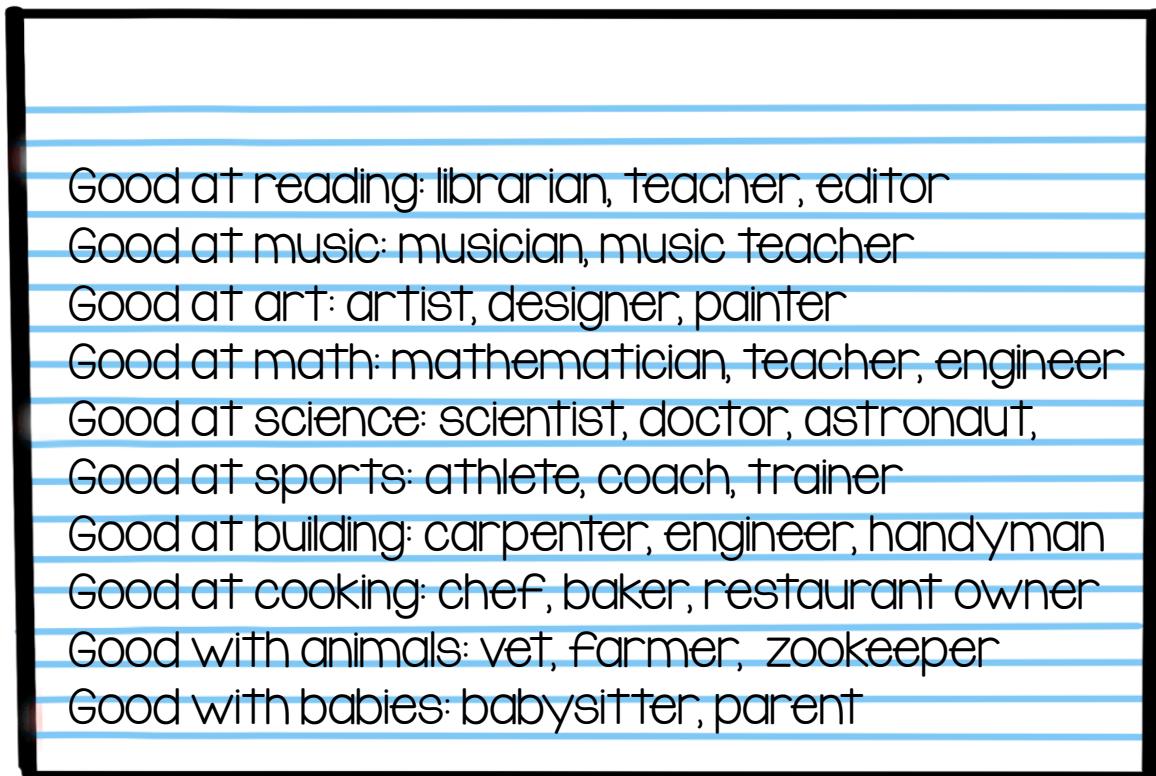 Good at reading: librarian, teacher, editor
Good at music: musician, music teacher
Good at art: artist, designer, painter
Good at math: mathematician, teacher, engineer
Good at science: scientist, doctor, astronaut,
Good at sports: athlete, coach, trainer
Good at building: carpenter, engineer, handyman
Good at cooking: chef, baker, restaurant owner
Good with animals: vet, farmer, zookeeper
Good with babies: babysitter, parent